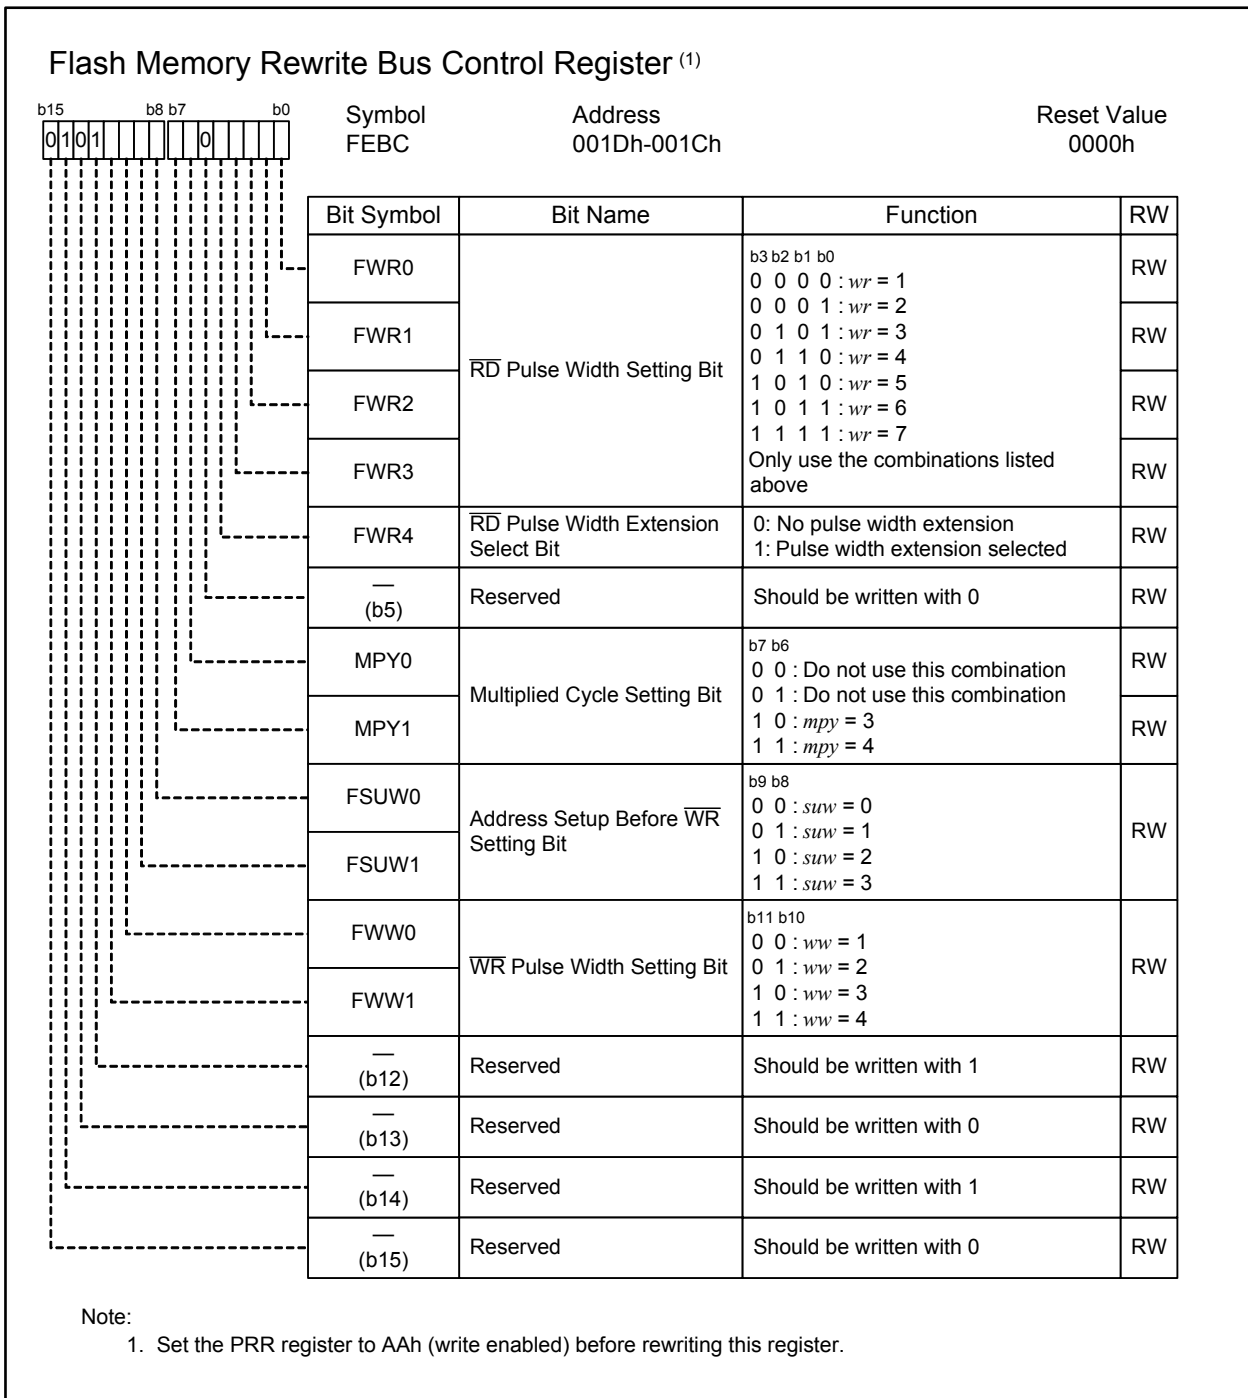 Flash Memory Rewrite Bus Control Register (1)
b15 b8 b7 b0
0 1 0 1 0
Symbol Address Reset Value
FEBC 001Dh-001Ch 0000h
Bit Symbol Bit Name Function RW
FWR0 RW
FWR1 RW
FWR2 RW
FWR3 RW
RD Pulse Width Setting Bit
b3 b2 b1 b0
0 0 0 0 : wr = 1
0 0 0 1 : wr = 2
0 1 0 1 : wr = 3
0 1 1 0 : wr = 4
1 0 1 0 : wr = 5
1 0 1 1 : wr = 6
1 1 1 1 : wr = 7
Only use the combinations listed
above
FWR4 RW
RD Pulse Width Extension
Select Bit
0: No pulse width extension
1: Pulse width extension selected
—
(b5) Reserved Should be written with 0 RW
MPY0 RW
MPY1 RW
Multiplied Cycle Setting Bit
b7 b6
0 0 : Do not use this combination
0 1 : Do not use this combination
1 0 : mpy = 3
1 1 : mpy = 4
FSUW0
FSUW1
Address Setup Before WR
Setting Bit
b9 b8
0 0 : suw = 0
0 1 : suw = 1
1 0 : suw = 2
1 1 : suw = 3
RW
FWW0
FWW1
WR Pulse Width Setting Bit
b11 b10
0 0 : ww = 1
0 1 : ww = 2
1 0 : ww = 3
1 1 : ww = 4
RW
—
(b12) Reserved Should be written with 1 RW
—
(b13) Reserved Should be written with 0 RW
—
(b14) Reserved Should be written with 1 RW
—
(b15) Reserved Should be written with 0 RW
Note:
1. Set the PRR register to AAh (write enabled) before rewriting this register.